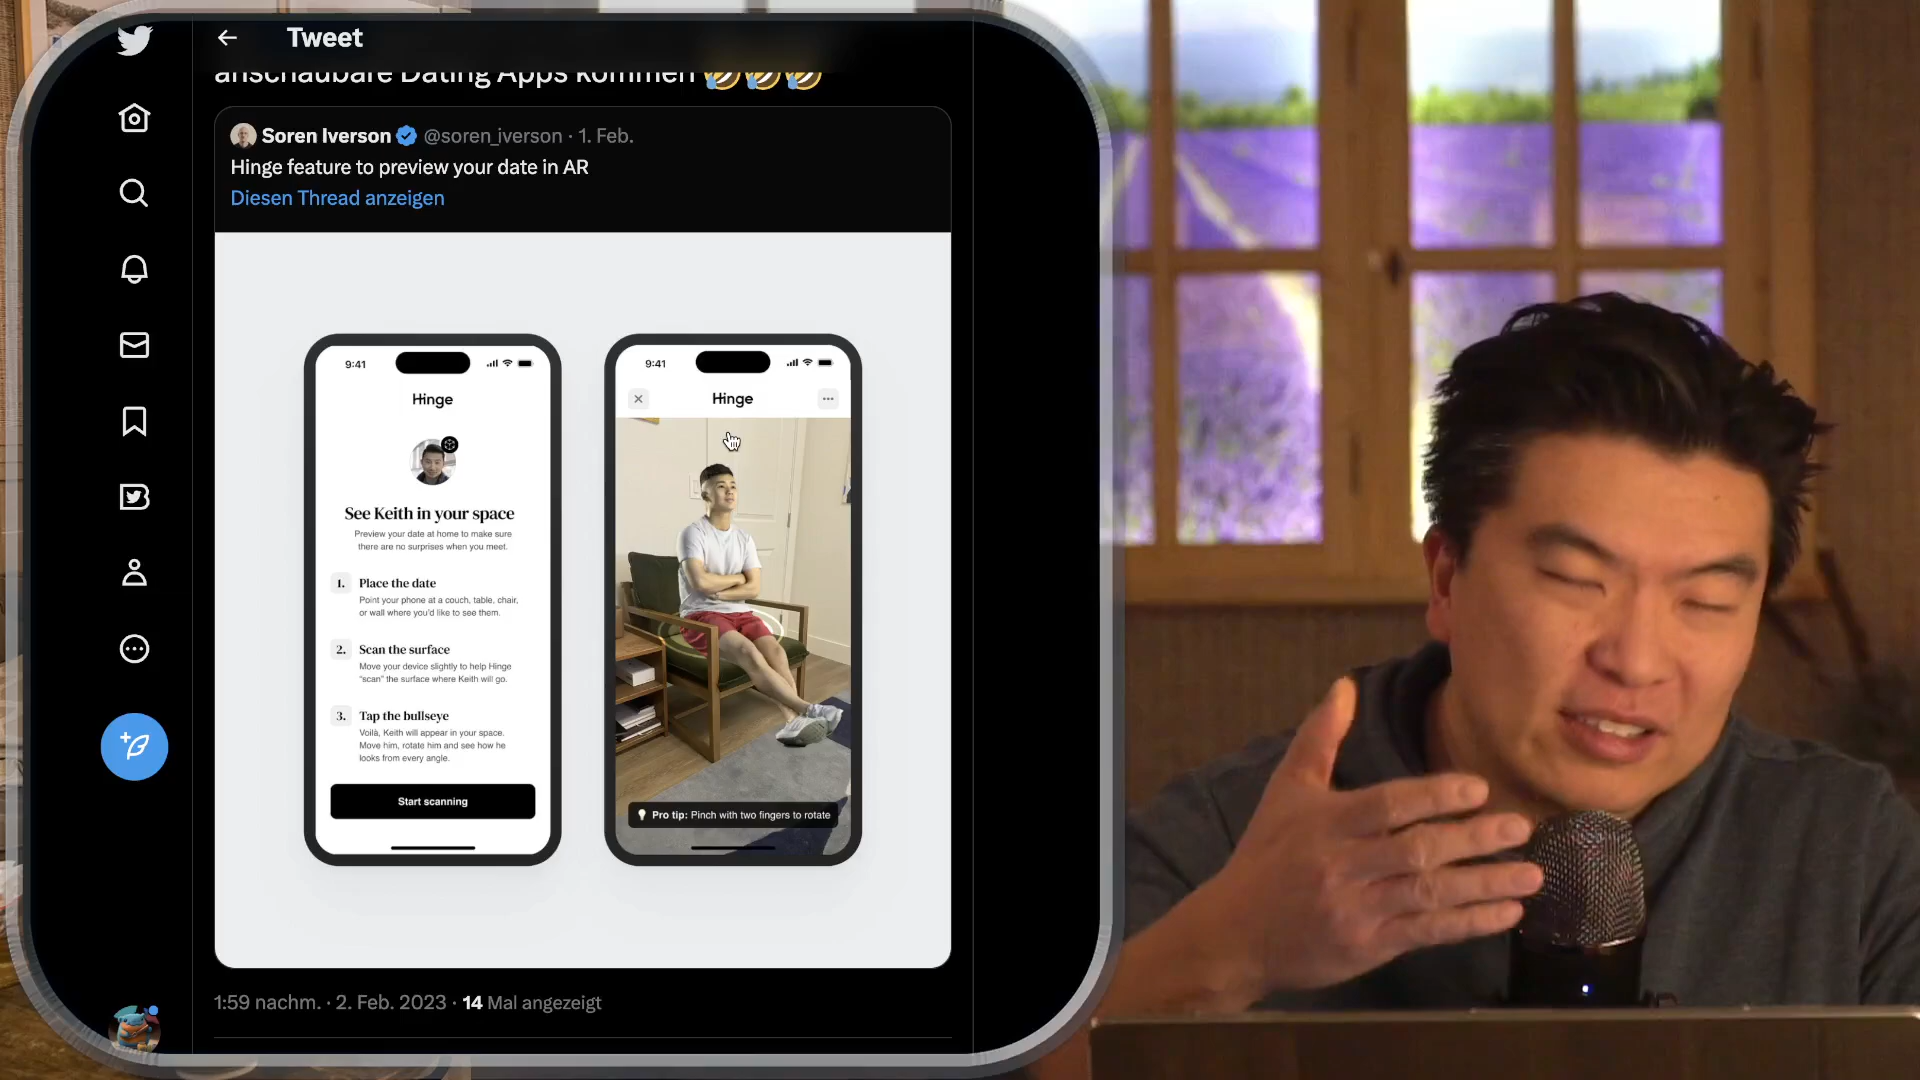 Tweet
anschaubare Dating Apps kommen 🤣🤣🤣
Soren Iverson @soren_iverson · 1. Feb.
Hinge feature to preview your date in AR
Diesen Thread anzeigen
9:41
Hinge
See Keith in your space
Preview your date at home to make sure
there are no surprises when you meet.
1. Place the date
Point your phone at a couch, table, chair,
or wall where you'd like to see them.
2. Scan the surface
Move your device slightly to help Hinge
"scan" the surface where Keith will go.
3. Tap the bullseye
Voilà, Keith will appear in your space.
Move him, rotate him and see how he
looks from every angle.
Start scanning
9:41
Hinge
Pro tip: Pinch with two fingers to rotate
1:59 nachm. · 2. Feb. 2023 · 14 Mal angezeigt